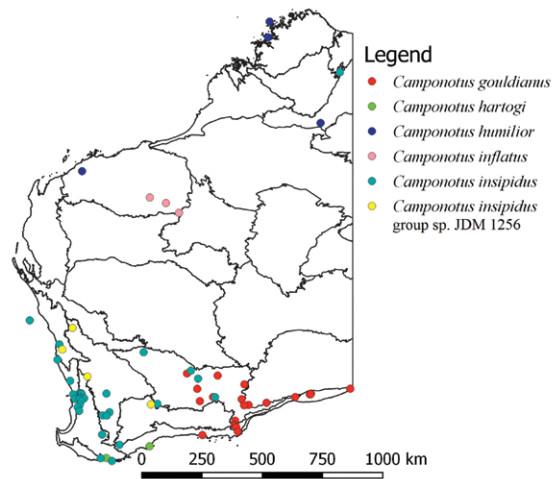 Legend
Camponotus gouldianus
Camponotus hartogi
Camponotus humilior
Camponotus inflatus
Camponotus insipidus
Camponotus insipidus
group sp. JDM 1256
0 250 500 750 1000 km